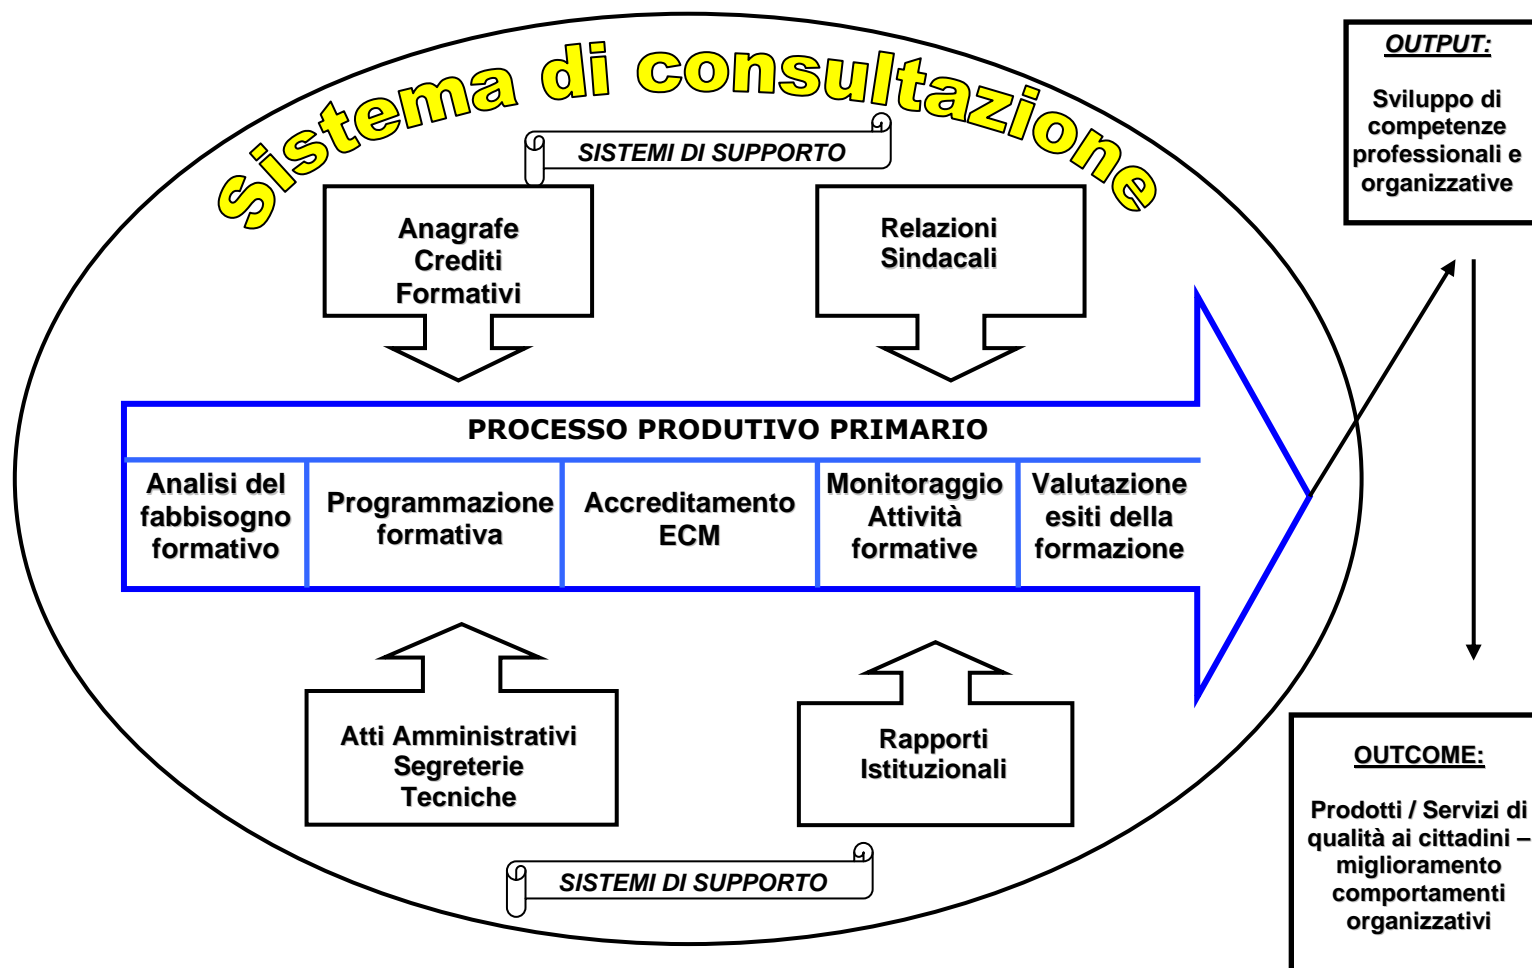 Sistema di consultazione
SISTEMI DI SUPPORTO
Anagrafe
Crediti
Formativi
Relazioni
Sindacali
PROCESSO PRODUTIVO PRIMARIO
Analisi del
fabbisogno
formativo
Programmazione
formativa
Accreditamento
ECM
Monitoraggio
Attività
formative
Valutazione
esiti della
formazione
Atti Amministrativi
Segreterie
Tecniche
Rapporti
Istituzionali
SISTEMI DI SUPPORTO
OUTPUT:
Sviluppo di
competenze
professionali e
organizzative
OUTCOME:
Prodotti / Servizi di
qualità ai cittadini –
miglioramento
comportamenti
organizzativi